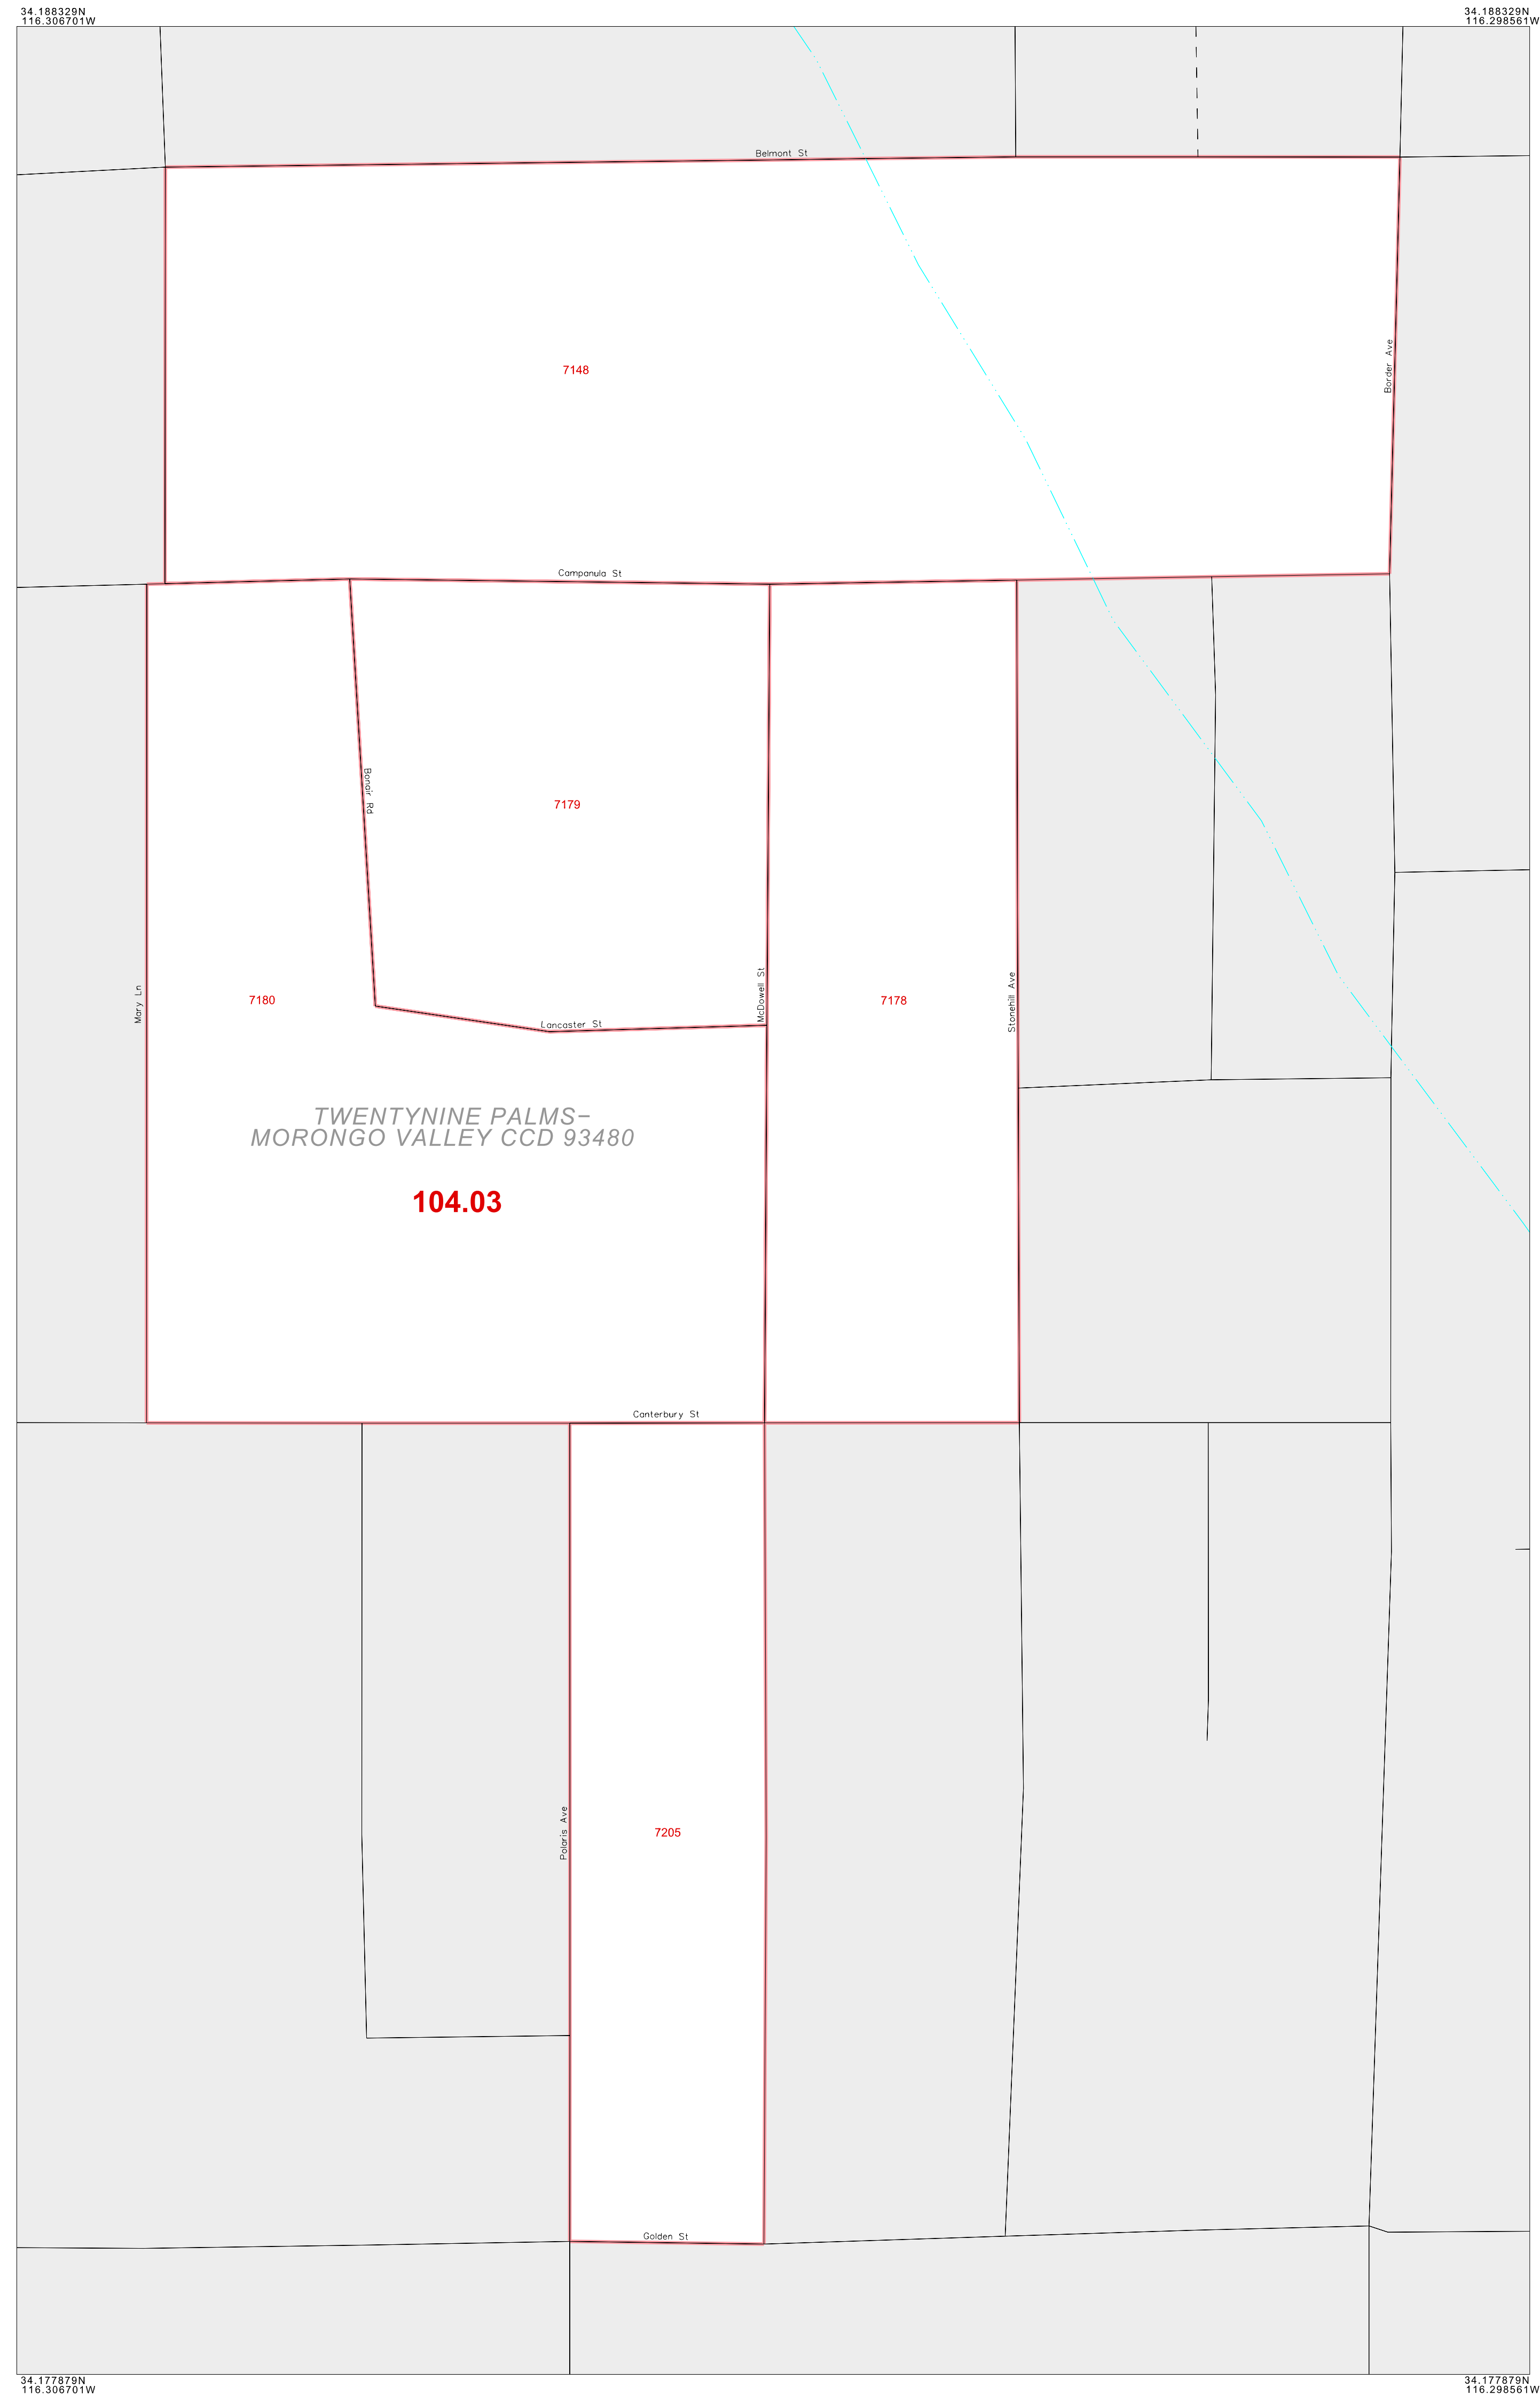 34.188329N
116.306701W
34.188329N
116.298561W
Belmont St
Border Ave
7148
Campanula St
Bonair Rd
7179
McDowell St
Stonehill Ave
Mary Ln
7180
7178
Lancaster St
TWENTYNINE PALMS-
MORONGO VALLEY CCD 93480
104.03
Canterbury St
Polaris Ave
7205
Golden St
34.177879N
116.306701W
34.177879N
116.298561W